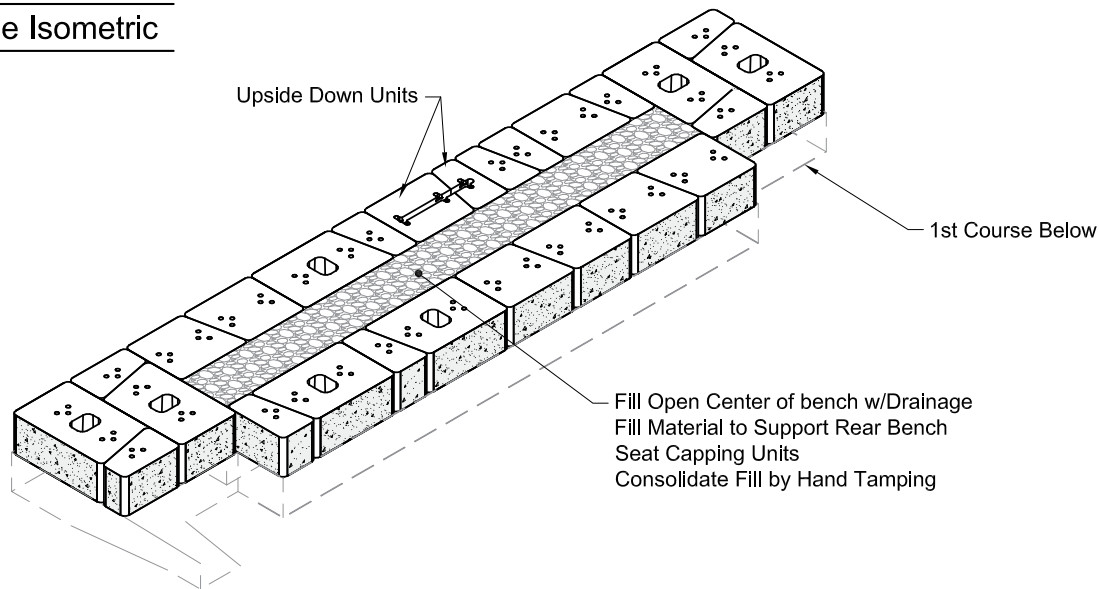 e Isometric
Upside Down Units
1st Course Below
Fill Open Center of bench w/Drainage
Fill Material to Support Rear Bench
Seat Capping Units
Consolidate Fill by Hand Tamping